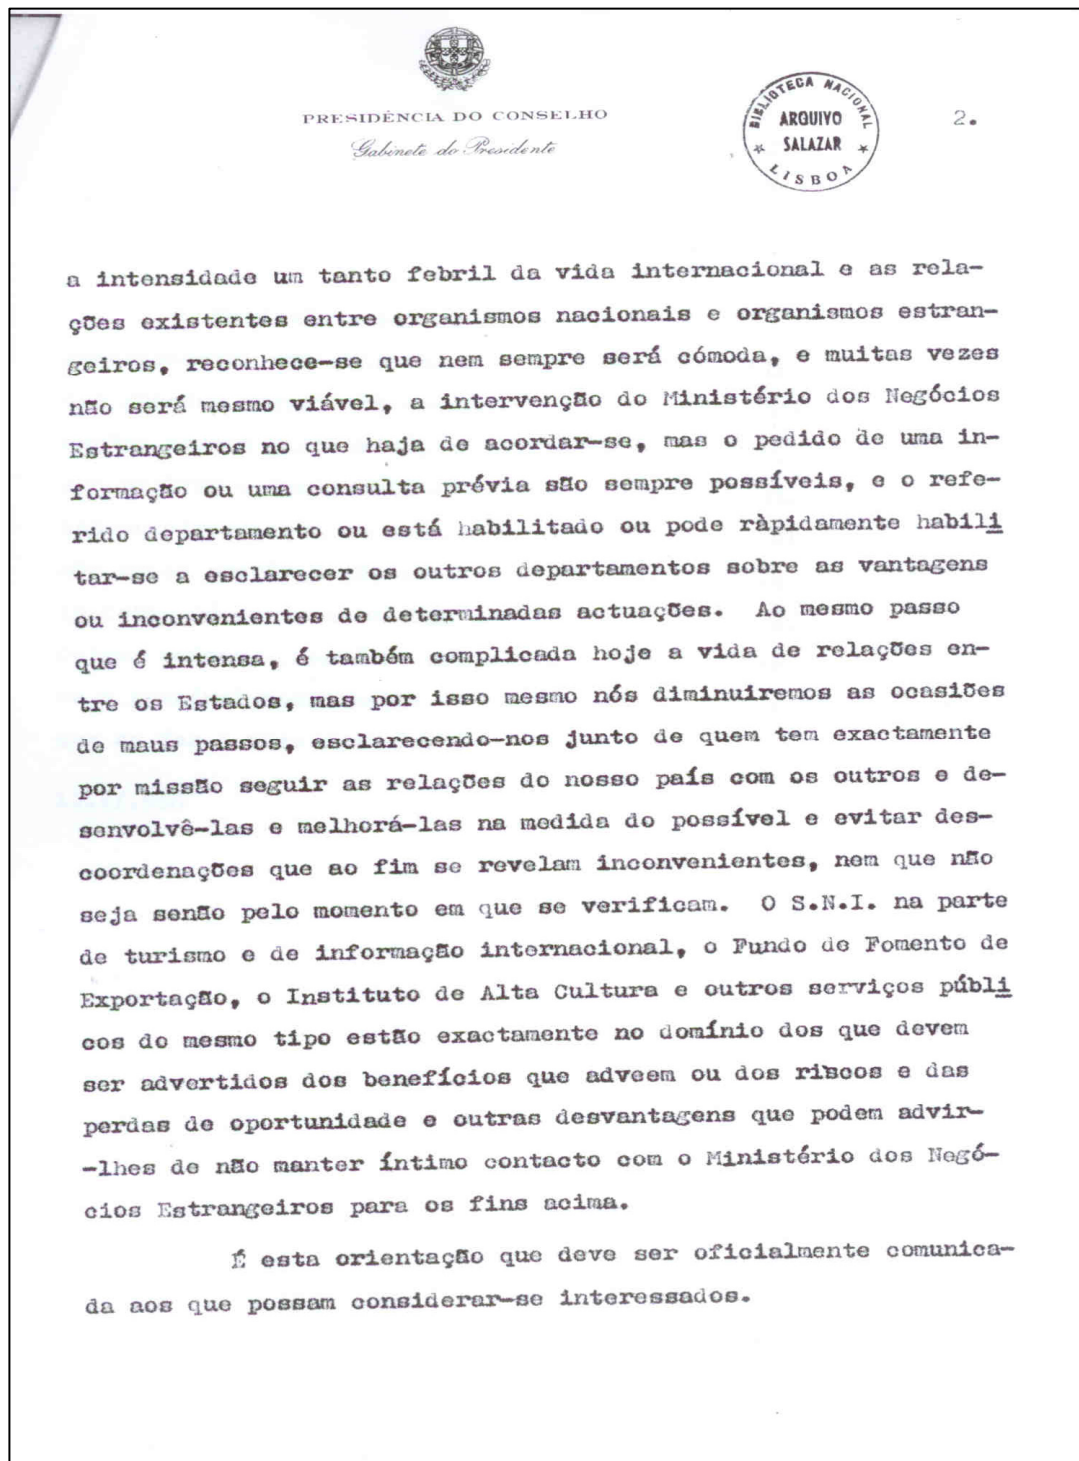 PRESIDÊNCIA DO CONSELHO
Gabinete do Presidente
BIBLIOTECA NACIONAL
ARQUIVO
SALAZAR
LISBOA
2.
a intensidade um tanto febril da vida internacional e as rela-
ções existentes entre organismos nacionais e organismos estran-
geiros, reconhece-se que nem sempre será cómoda, e muitas vezes
não será mesmo viável, a intervenção do Ministério dos Negócios
Estrangeiros no que haja de acordar-se, mas o pedido de uma in-
formação ou uma consulta prévia são sempre possíveis, e o refe-
rido departamento ou está habilitado ou pode ràpidamente habili
tar-se a esclarecer os outros departamentos sobre as vantagens
ou inconvenientes de determinadas actuações. Ao mesmo passo
que é intensa, é também complicada hoje a vida de relações en-
tre os Estados, mas por isso mesmo nós diminuiremos as ocasiões
de maus passos, esclarecendo-nos junto de quem tem exactamente
por missão seguir as relações do nosso país com os outros e de-
senvolvê-las e melhorá-las na medida do possível e evitar des-
coordenações que ao fim se revelam inconvenientes, nem que não
seja senão pelo momento em que se verificam. O S.N.I. na parte
de turismo e de informação internacional, o Fundo de Fomento de
Exportação, o Instituto de Alta Cultura e outros serviços públi
cos do mesmo tipo estão exactamente no domínio dos que devem
ser advertidos dos benefícios que adveem ou dos riscos e das
perdas de oportunidade e outras desvantagens que podem advir-
-lhes de não manter íntimo contacto com o Ministério dos Negó-
cios Estrangeiros para os fins acima.
É esta orientação que deve ser oficialmente comunica-
da aos que possam considerar-se interessados.